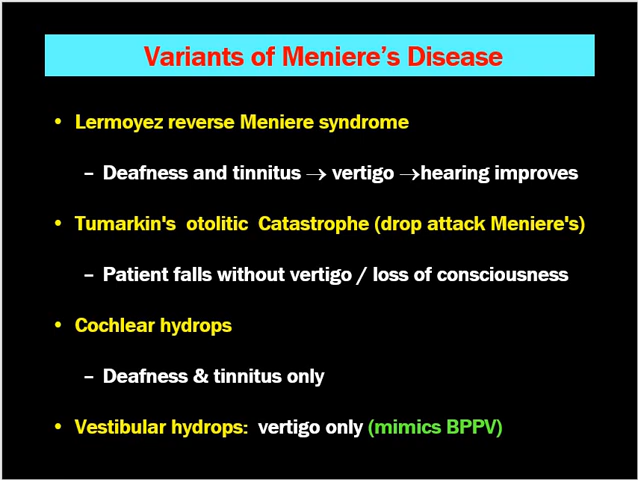 Variants of Meniere's Disease
• Lermoyez reverse Meniere syndrome
– Deafness and tinnitus → vertigo →hearing improves
• Tumarkin's otolitic Catastrophe (drop attack Meniere's)
– Patient falls without vertigo / loss of consciousness
• Cochlear hydrops
– Deafness & tinnitus only
• Vestibular hydrops: vertigo only (mimics BPPV)